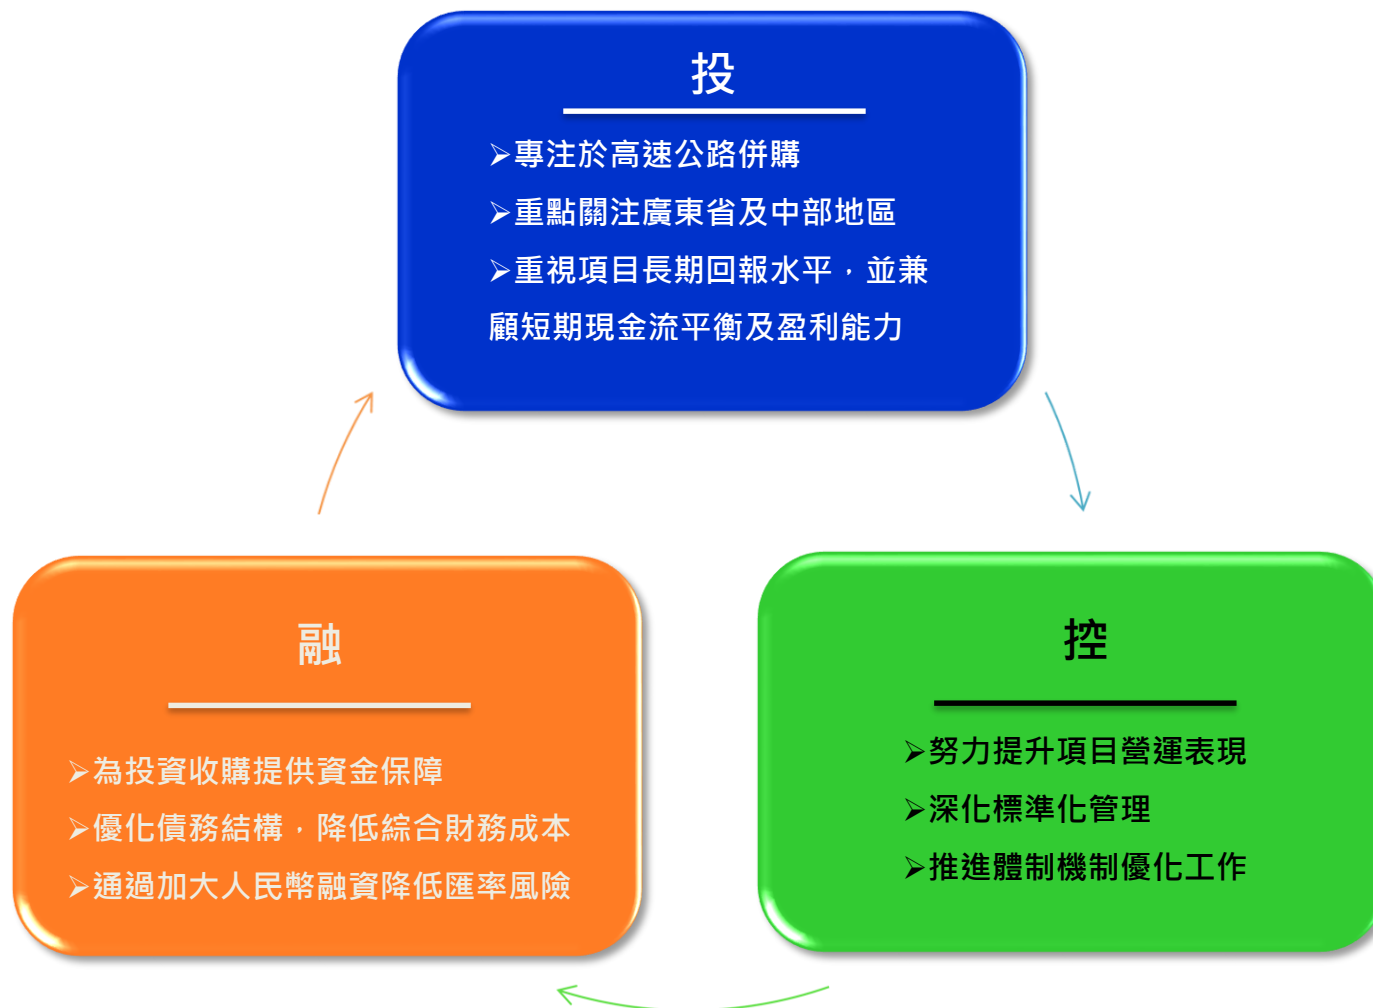 投
➢專注於高速公路併購
➢重點關注廣東省及中部地區
➢重視項目長期回報水平，並兼
顧短期現金流平衡及盈利能力
融
➢為投資收購提供資金保障
➢優化債務結構，降低綜合財務成本
➢通過加大人民幣融資降低匯率風險
控
➢努力提升項目營運表現
➢深化標準化管理
➢推進體制機制優化工作